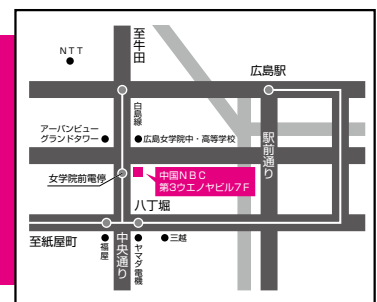 至牛田
NTT
広島駅
白島線
アーバンビュー
グランドタワー
広島女学院中・高等学校
駅前通り
女学院前電停
中国NBC
第3ウエノヤビル7F
八丁堀
至紙屋町
福屋
中央通り
ヤマダ電機
三越